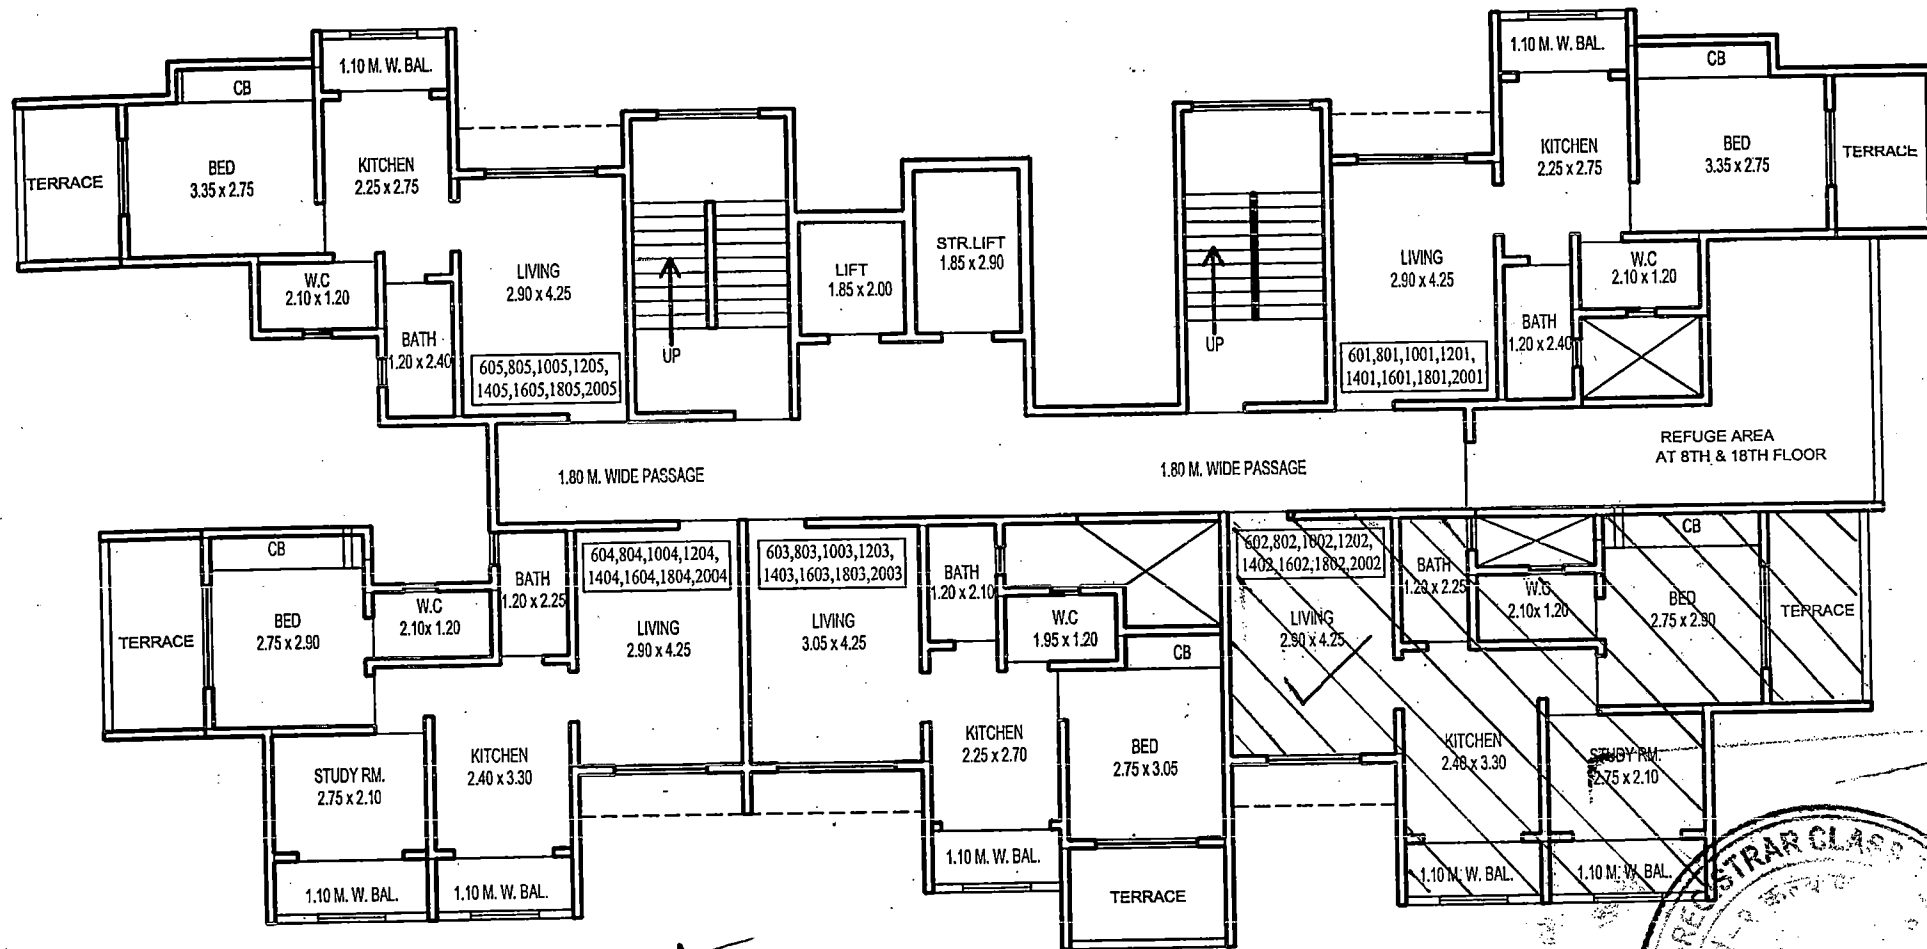 1.10 M. W. BAL.
CB
BED
3.35 x 2.75
KITCHEN
2.25 x 2.75
TERRACE
W.C
2.10 x 1.20
BATH
1.20 x 2.40
LIVING
2.90 x 4.25
605,805,1005,1205,
1405,1605,1805,2005
UP
LIFT
1.85 x 2.00
STR.LIFT
1.85 x 2.90
UP
1.10 M. W. BAL.
CB
KITCHEN
2.25 x 2.75
BED
3.35 x 2.75
TERRACE
LIVING
2.90 x 4.25
W.C
2.10 x 1.20
BATH
1.20 x 2.40
601,801,1001,1201,
1401,1601,1801,2001
1.80 M. WIDE PASSAGE
1.80 M. WIDE PASSAGE
REFUGE AREA
AT 8TH & 18TH FLOOR
CB
TERRACE
BED
2.75 x 2.90
W.C
2.10x 1.20
BATH
1.20 x 2.25
604,804,1004,1204,
1404,1604,1804,2004
LIVING
2.90 x 4.25
STUDY RM.
2.75 x 2.10
KITCHEN
2.40 x 3.30
1.10 M. W. BAL.
1.10 M. W. BAL.
603,803,1003,1203,
1403,1603,1803,2003
LIVING
3.05 x 4.25
BATH
1.20 x 2.10
W.C
1.95 x 1.20
CB
KITCHEN
2.25 x 2.70
BED
2.75 x 3.05
1.10 M. W. BAL.
TERRACE
602,802,1002,1202,
1402,1602,1802,2002
LIVING
2.90 x 4.25
BATH
1.20 x 2.25
W.C
2.10x 1.20
CB
BED
2.75 x 2.90
TERRACE
KITCHEN
2.40 x 3.30
STUDY RM.
2.75 x 2.10
1.10 M. W. BAL.
1.10 M. W. BAL.